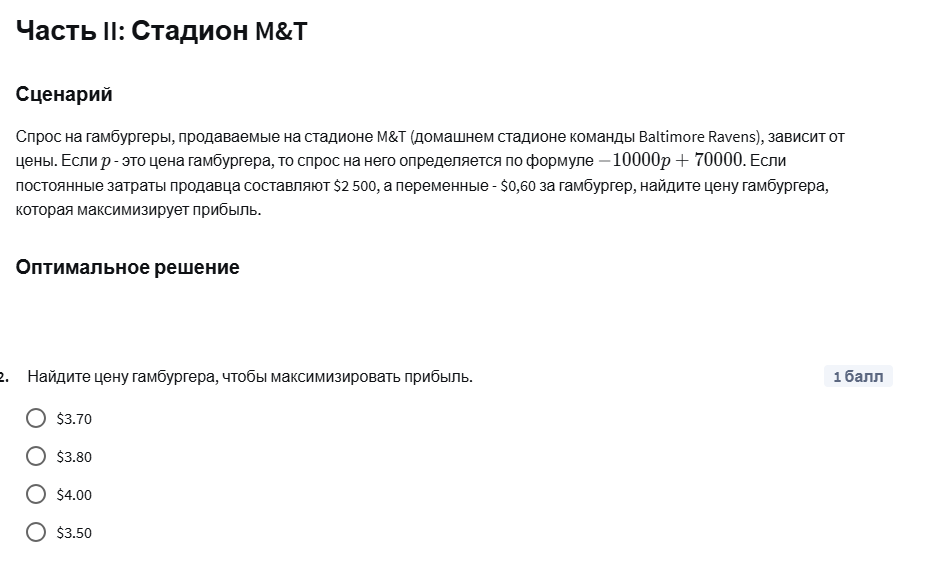 Часть II: Стадион M&T
Сценарий
Спрос на гамбургеры, продаваемые на стадионе M&T (домашнем стадионе команды Baltimore Ravens), зависит от
цены. Если p - это цена гамбургера, то спрос на него определяется по формуле −10000p + 70000. Если
постоянные затраты продавца составляют $2 500, а переменные - $0,60 за гамбургер, найдите цену гамбургера,
которая максимизирует прибыль.
Оптимальное решение
2. Найдите цену гамбургера, чтобы максимизировать прибыль. 1 балл
$3.70
$3.80
$4.00
$3.50